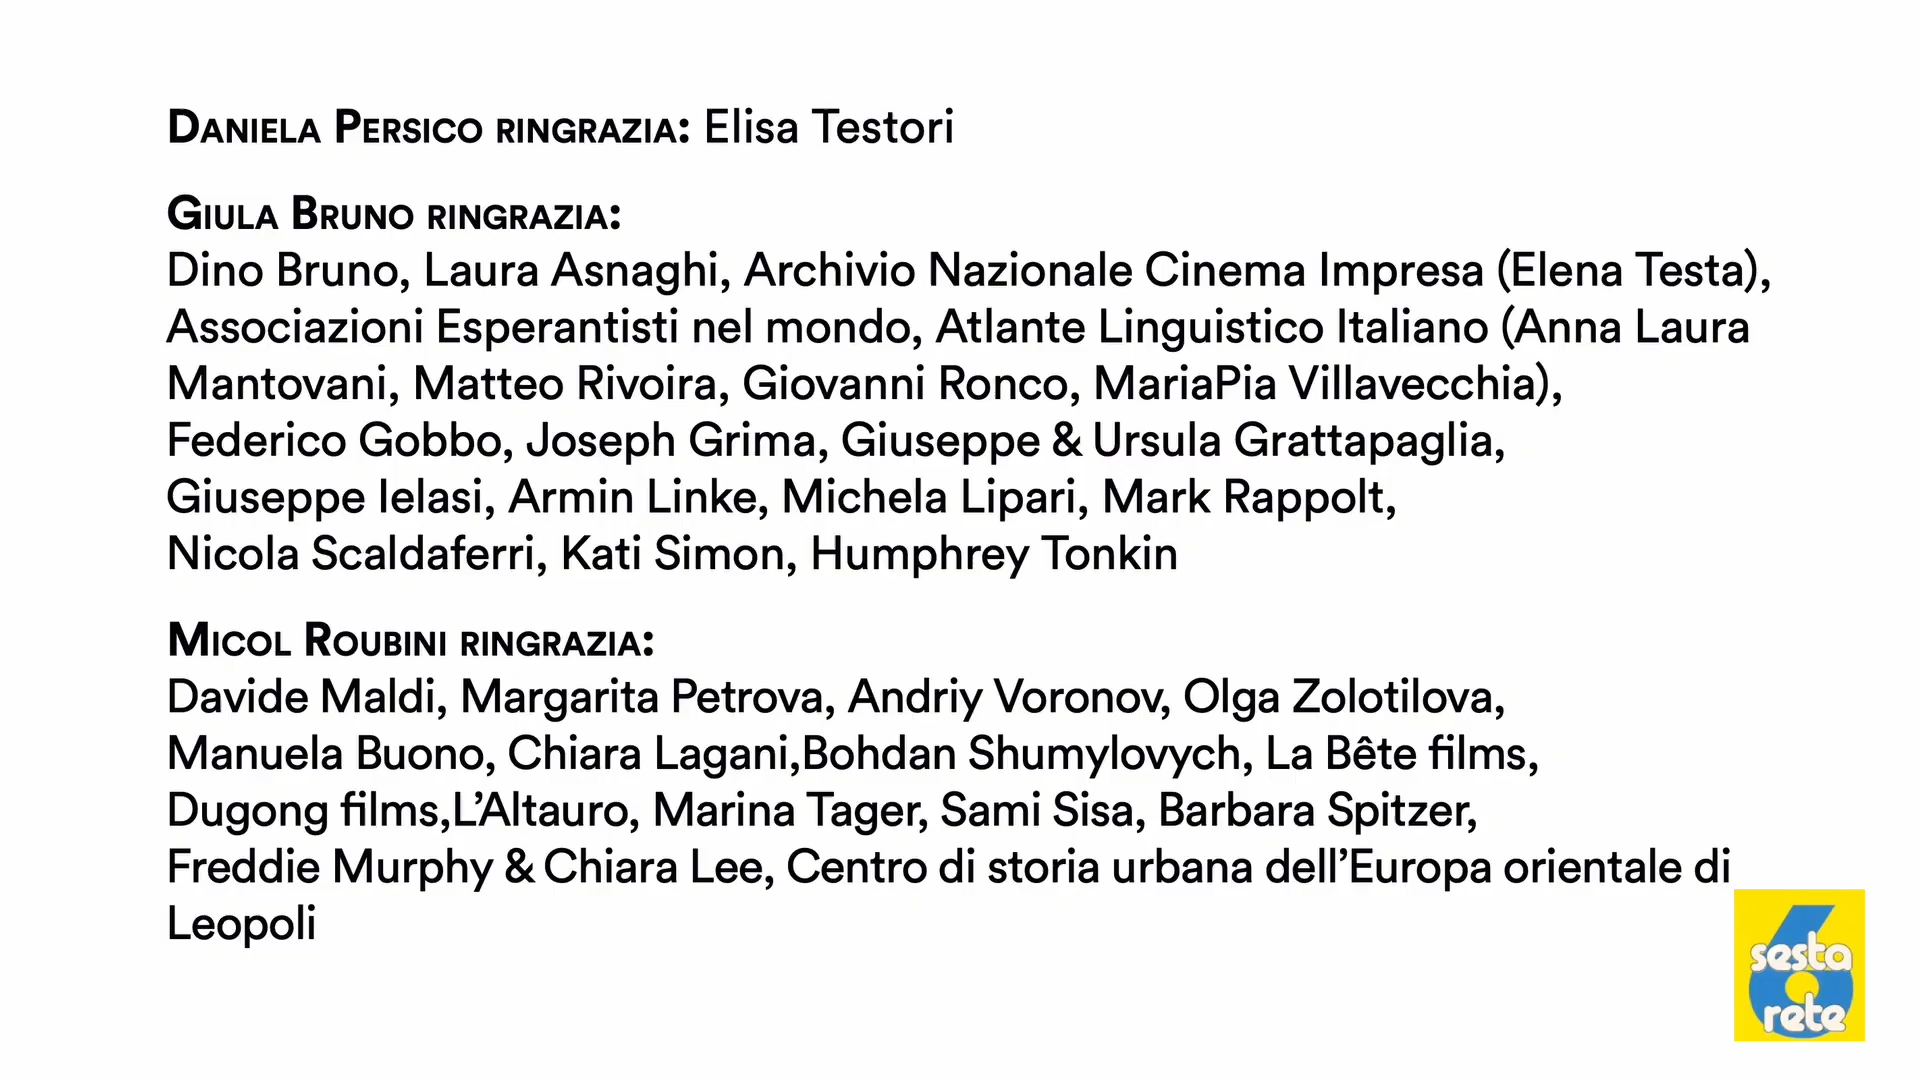 DANIELA PERSICO RINGRAZIA: Elisa Testori
GIULA BRUNO RINGRAZIA:
Dino Bruno, Laura Asnaghi, Archivio Nazionale Cinema Impresa (Elena Testa),
Associazioni Esperantisti nel mondo, Atlante Linguistico Italiano (Anna Laura
Mantovani, Matteo Rivoira, Giovanni Ronco, MariaPia Villavecchia),
Federico Gobbo, Joseph Grima, Giuseppe & Ursula Grattapaglia,
Giuseppe Ielasi, Armin Linke, Michela Lipari, Mark Rappolt,
Nicola Scaldaferri, Kati Simon, Humphrey Tonkin
MICOL ROUBINI RINGRAZIA:
Davide Maldi, Margarita Petrova, Andriy Voronov, Olga Zolotilova,
Manuela Buono, Chiara Lagani,Bohdan Shumylovych, La Bête films,
Dugong films,L’Altauro, Marina Tager, Sami Sisa, Barbara Spitzer,
Freddie Murphy & Chiara Lee, Centro di storia urbana dell’Europa orientale di
Leopoli
6
sesta
rete